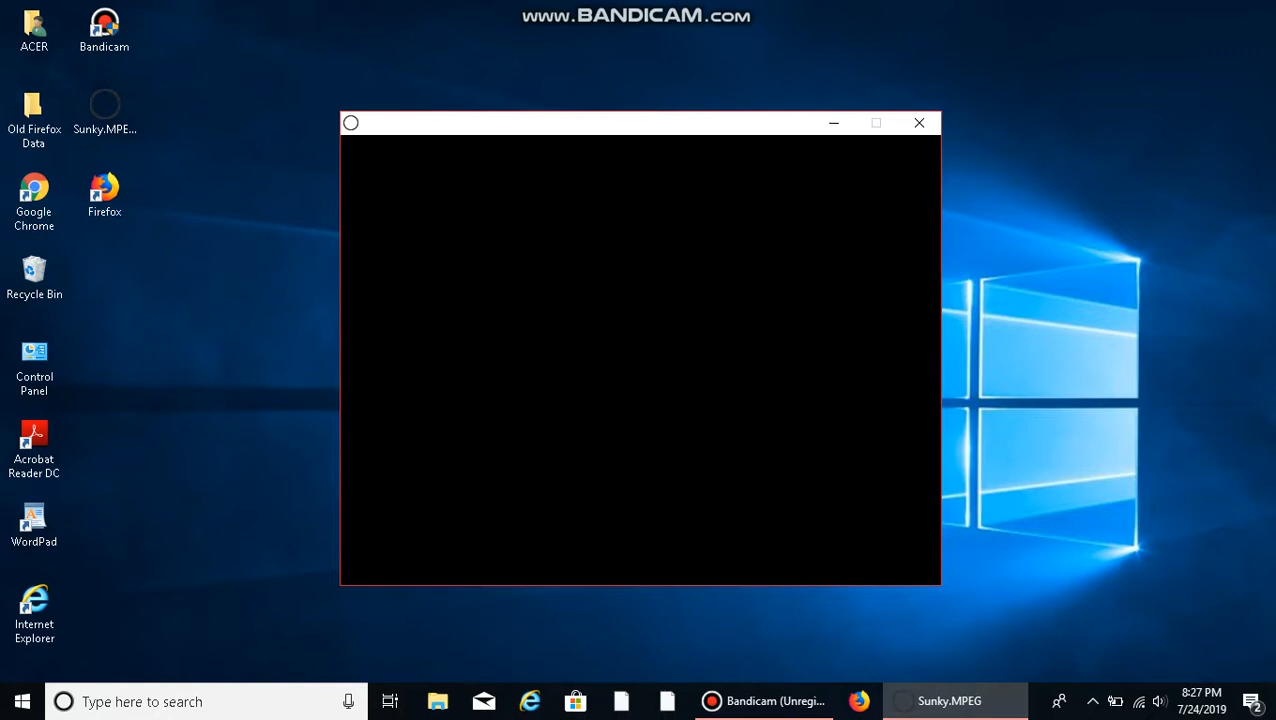 www.BANDICAM.com
ACER
Bandicam
Old Firefox
Data
Sunky.MPE...
Google
Chrome
Firefox
Recycle Bin
Control
Panel
Acrobat
Reader DC
WordPad
Internet
Explorer
Type here to search
Bandicam (Unregi...
Sunky.MPEG
8:27 PM
7/24/2019
2